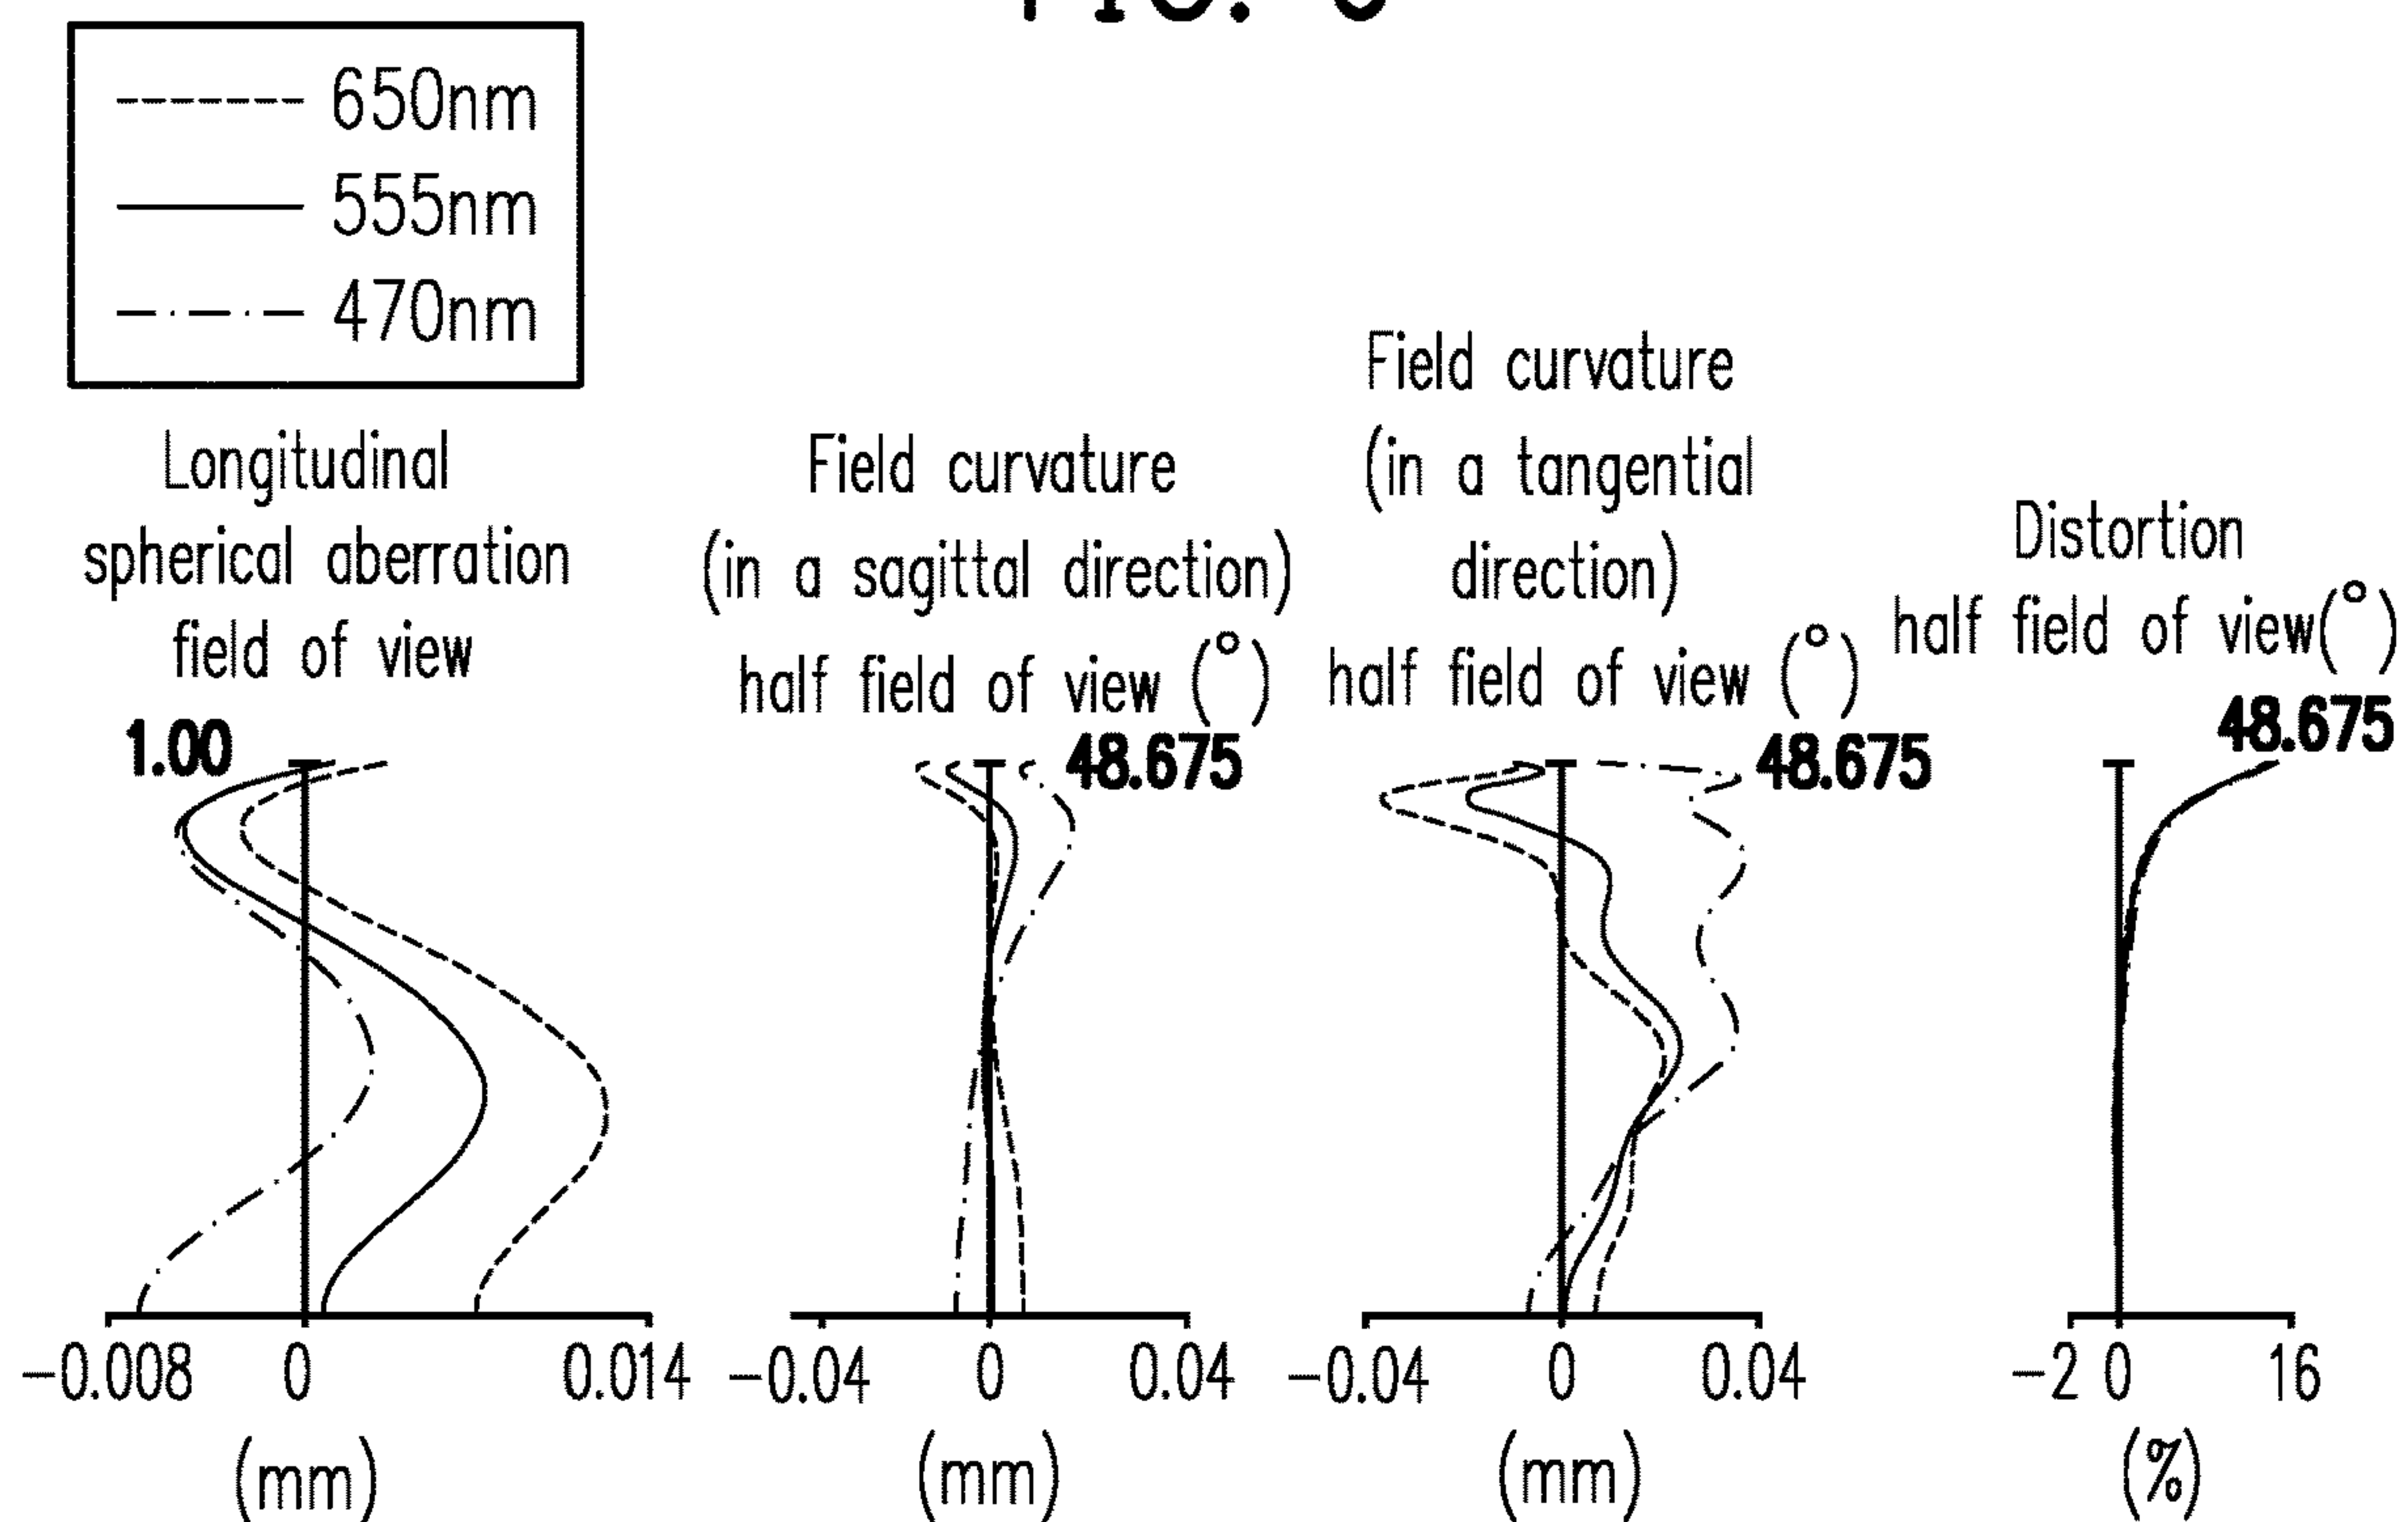 650nm
555nm
470nm
Longitudinal
spherical aberration
field of view
1.00
-0.008
0
0.014
(mm)
Field curvature
(in a sagittal direction)
half field of view (°)
48.675
-0.04
0
0.04
(mm)
Field curvature
(in a tangential
direction)
half field of view (°)
48.675
-0.04
0
0.04
(mm)
Distortion
half field of view(°)
48.675
-2
0
16
(%)